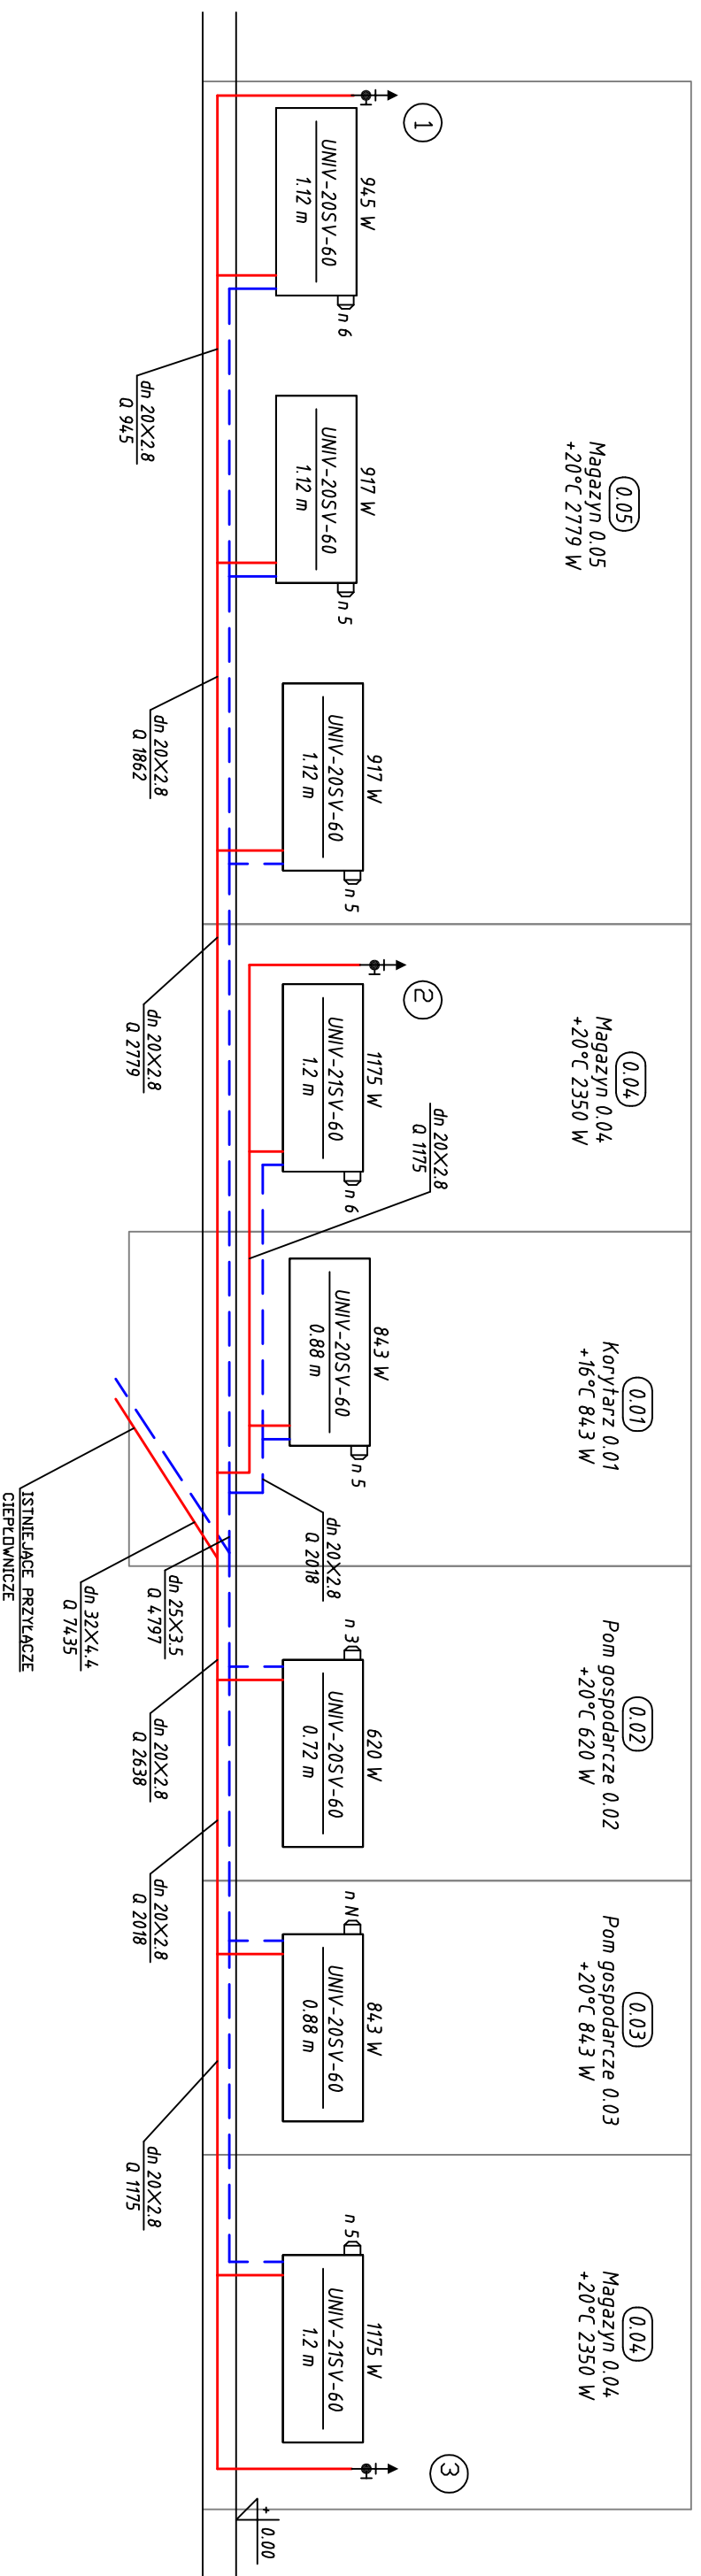 1
945 W
UNIV-20SV-60
1.12 m
n 6
dn 20X2.8
Q 945
0.05
Magazyn 0.05
+20°C 2779 W
917 W
UNIV-20SV-60
1.12 m
n 5
dn 20X2.8
Q 1862
917 W
UNIV-20SV-60
1.12 m
n 5
dn 20X2.8
Q 2779
2
0.04
Magazyn 0.04
+20°C 2350 W
1175 W
UNIV-21SV-60
1.2 m
n 6
dn 20X2.8
Q 1175
0.01
Korytarz 0.01
+16°C 843 W
843 W
UNIV-20SV-60
0.88 m
n 5
dn 20X2.8
Q 2018
ISTNIEJACE PRZYŁACZE
CIEPŁOWNICZE
dn 32X4.4
Q 7435
dn 25X3.5
Q 4797
0.02
Pom gospodarcze 0.02
+20°C 620 W
n 3
620 W
UNIV-20SV-60
0.72 m
dn 20X2.8
Q 2638
dn 20X2.8
Q 2018
0.03
Pom gospodarcze 0.03
+20°C 843 W
n N
843 W
UNIV-20SV-60
0.88 m
dn 20X2.8
Q 1175
0.04
Magazyn 0.04
+20°C 2350 W
n 5
1175 W
UNIV-21SV-60
1.2 m
3
+
0.00